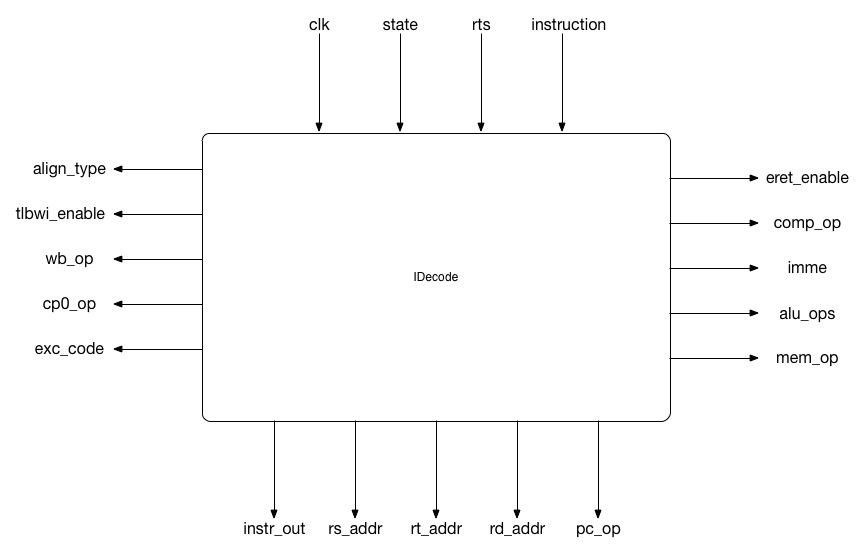 clk state rts instruction
align_type
eret_enable
tlbwi_enable
comp_op
wb_op
imme
IDecode
cp0_op
alu_ops
exc_code
mem_op
instr_out rs_addr rt_addr rd_addr pc_op